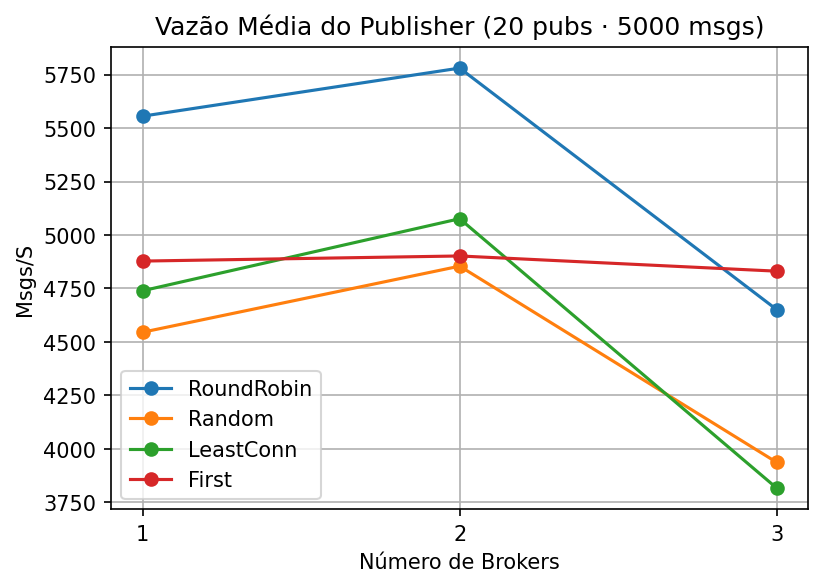 Vazão Média do Publisher (20 pubs · 5000 msgs)
Msgs/S
5750
5500
5250
5000
4750
4500
4250
4000
3750
RoundRobin
Random
LeastConn
First
1 2 3
Número de Brokers